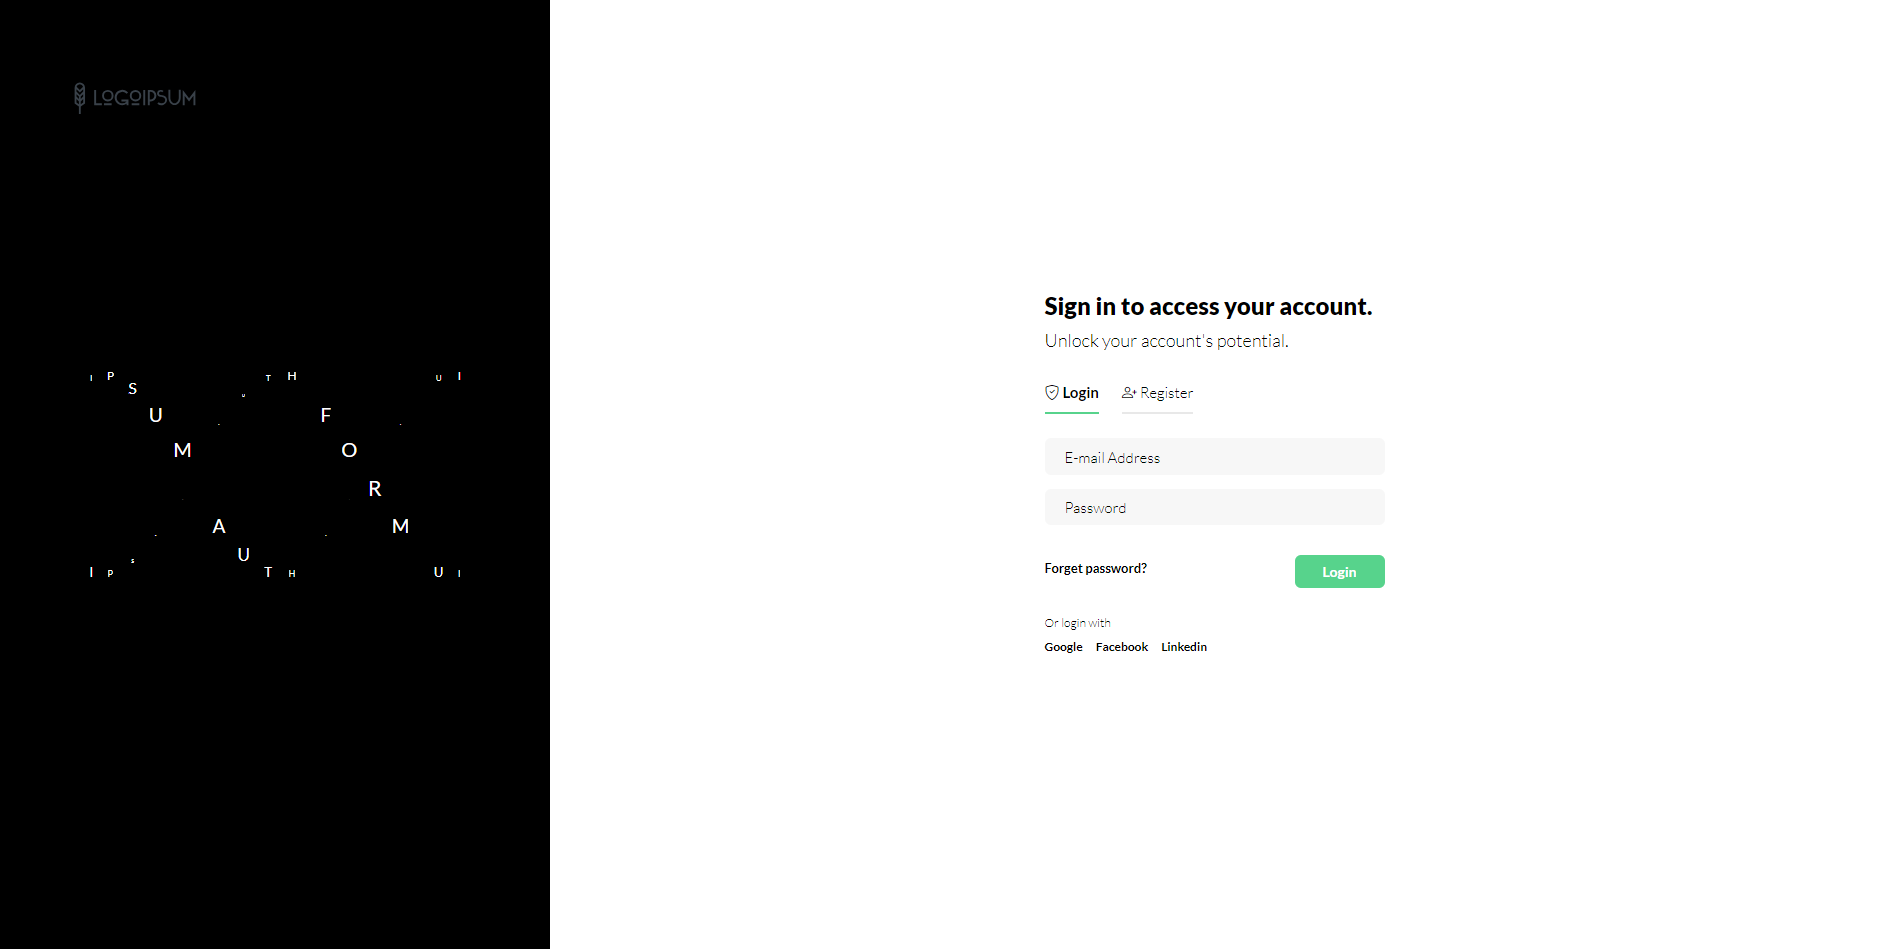 LOGOIPSUM
I P S U M A U T H F O R M U I
I P S U T H U I
Sign in to access your account.
Unlock your account's potential.
Login Register
E-mail Address
Password
Forget password? Login
Or login with
Google Facebook Linkedin